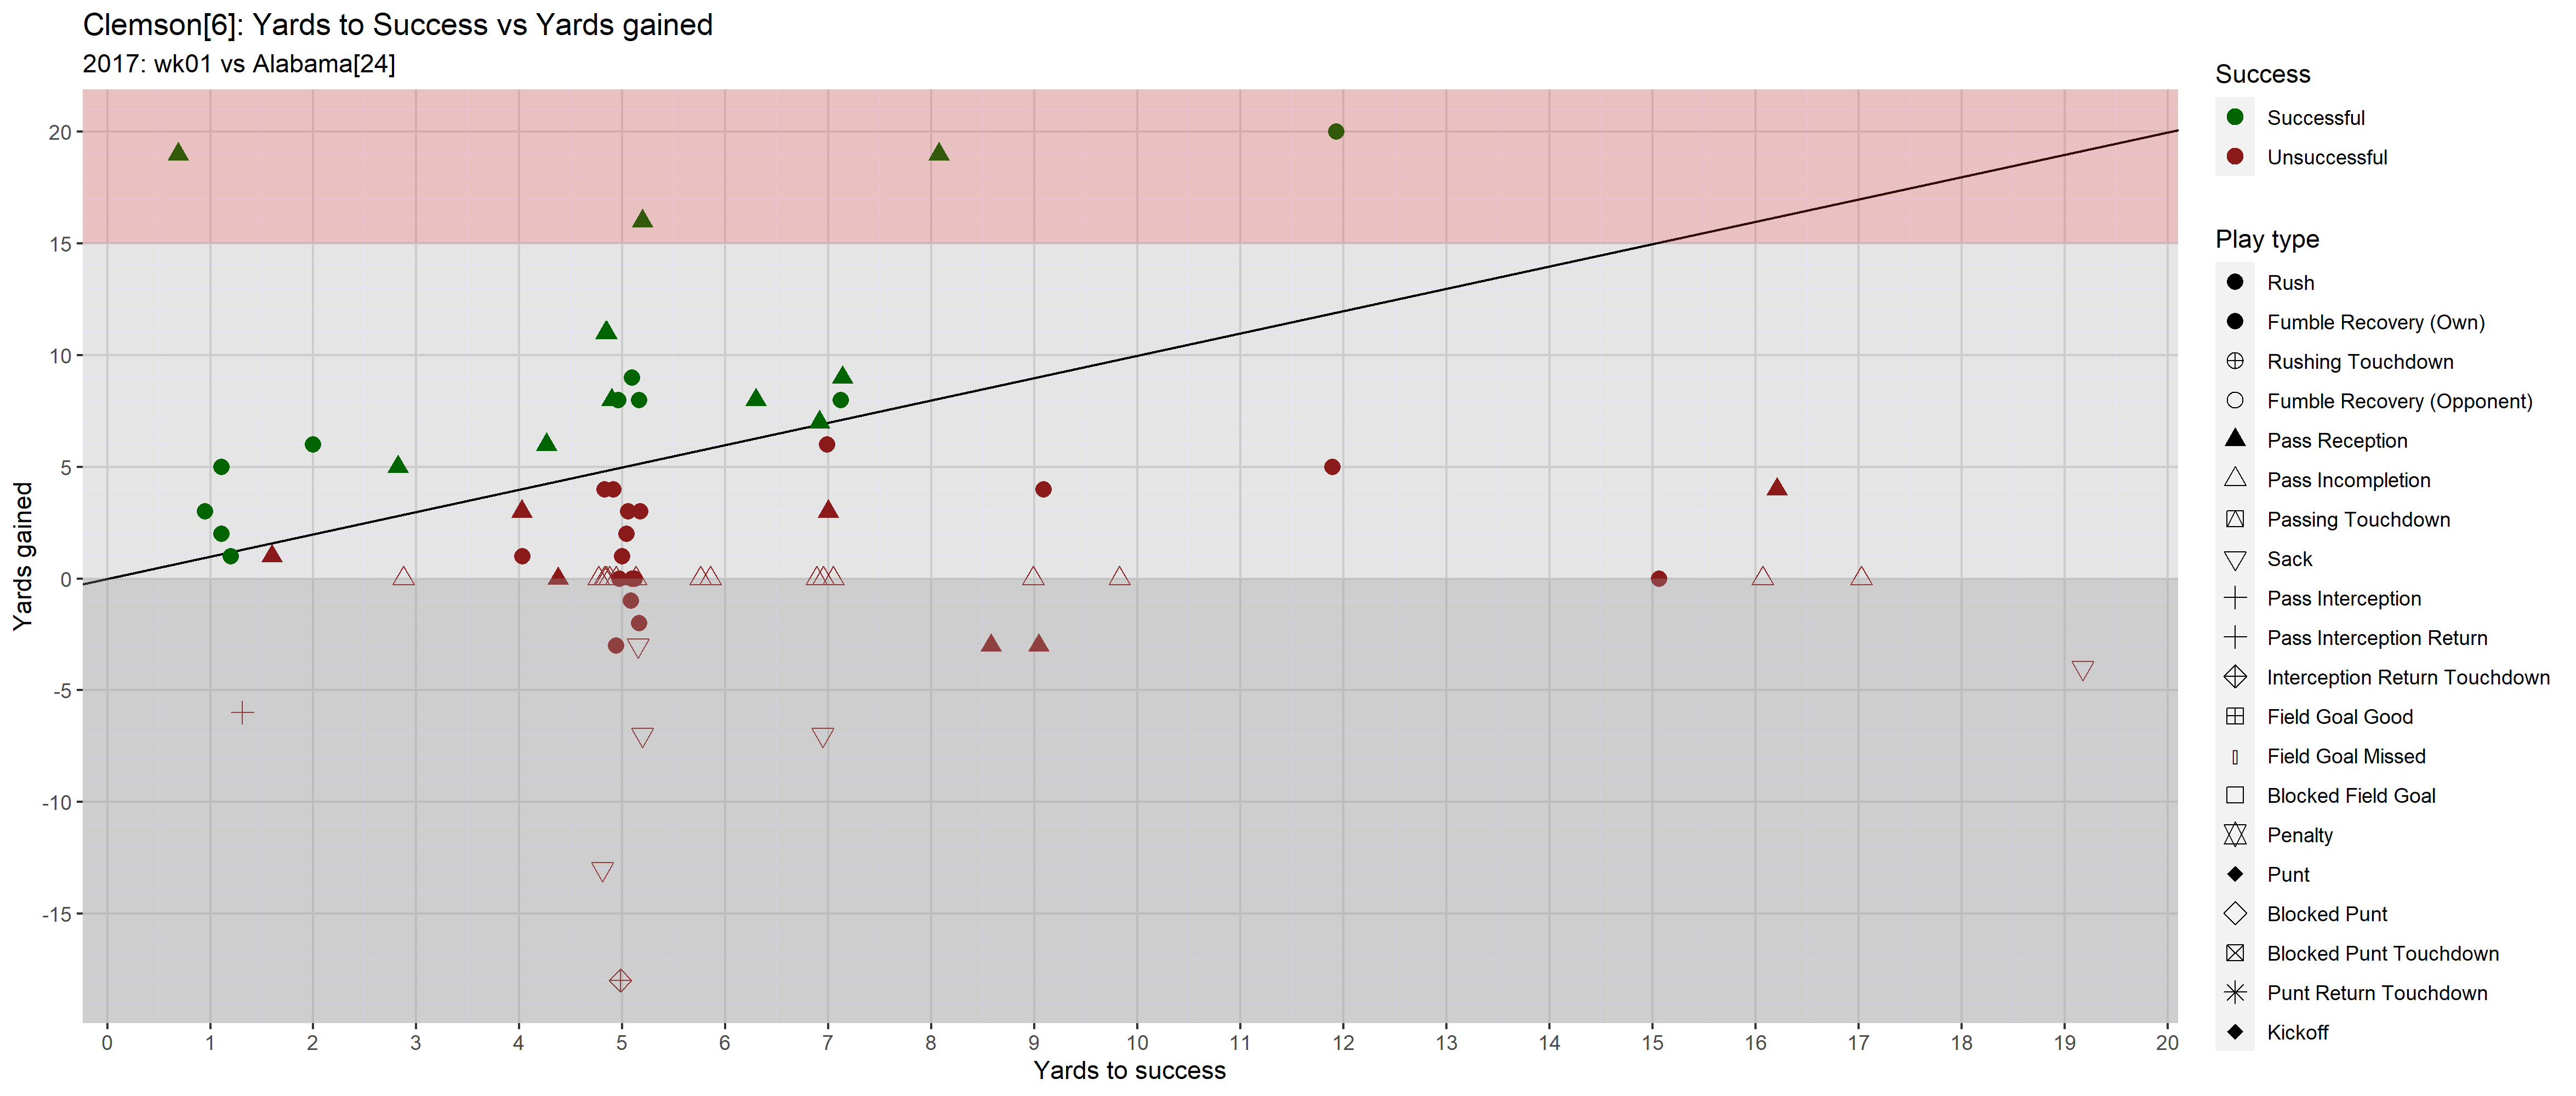 Clemson[6]: Yards to Success vs Yards gained
2017: wk01 vs Alabama[24]
Yards gained
20
15
10
5
0
-5
-10
-15
0 1 2 3 4 5 6 7 8 9 10 11 12 13 14 15 16 17 18 19 20
Yards to success
Success
Successful
Unsuccessful
Play type
Rush
Fumble Recovery (Own)
Rushing Touchdown
Fumble Recovery (Opponent)
Pass Reception
Pass Incompletion
Passing Touchdown
Sack
Pass Interception
Pass Interception Return
Interception Return Touchdown
Field Goal Good
Field Goal Missed
Blocked Field Goal
Penalty
Punt
Blocked Punt
Blocked Punt Touchdown
Punt Return Touchdown
Kickoff